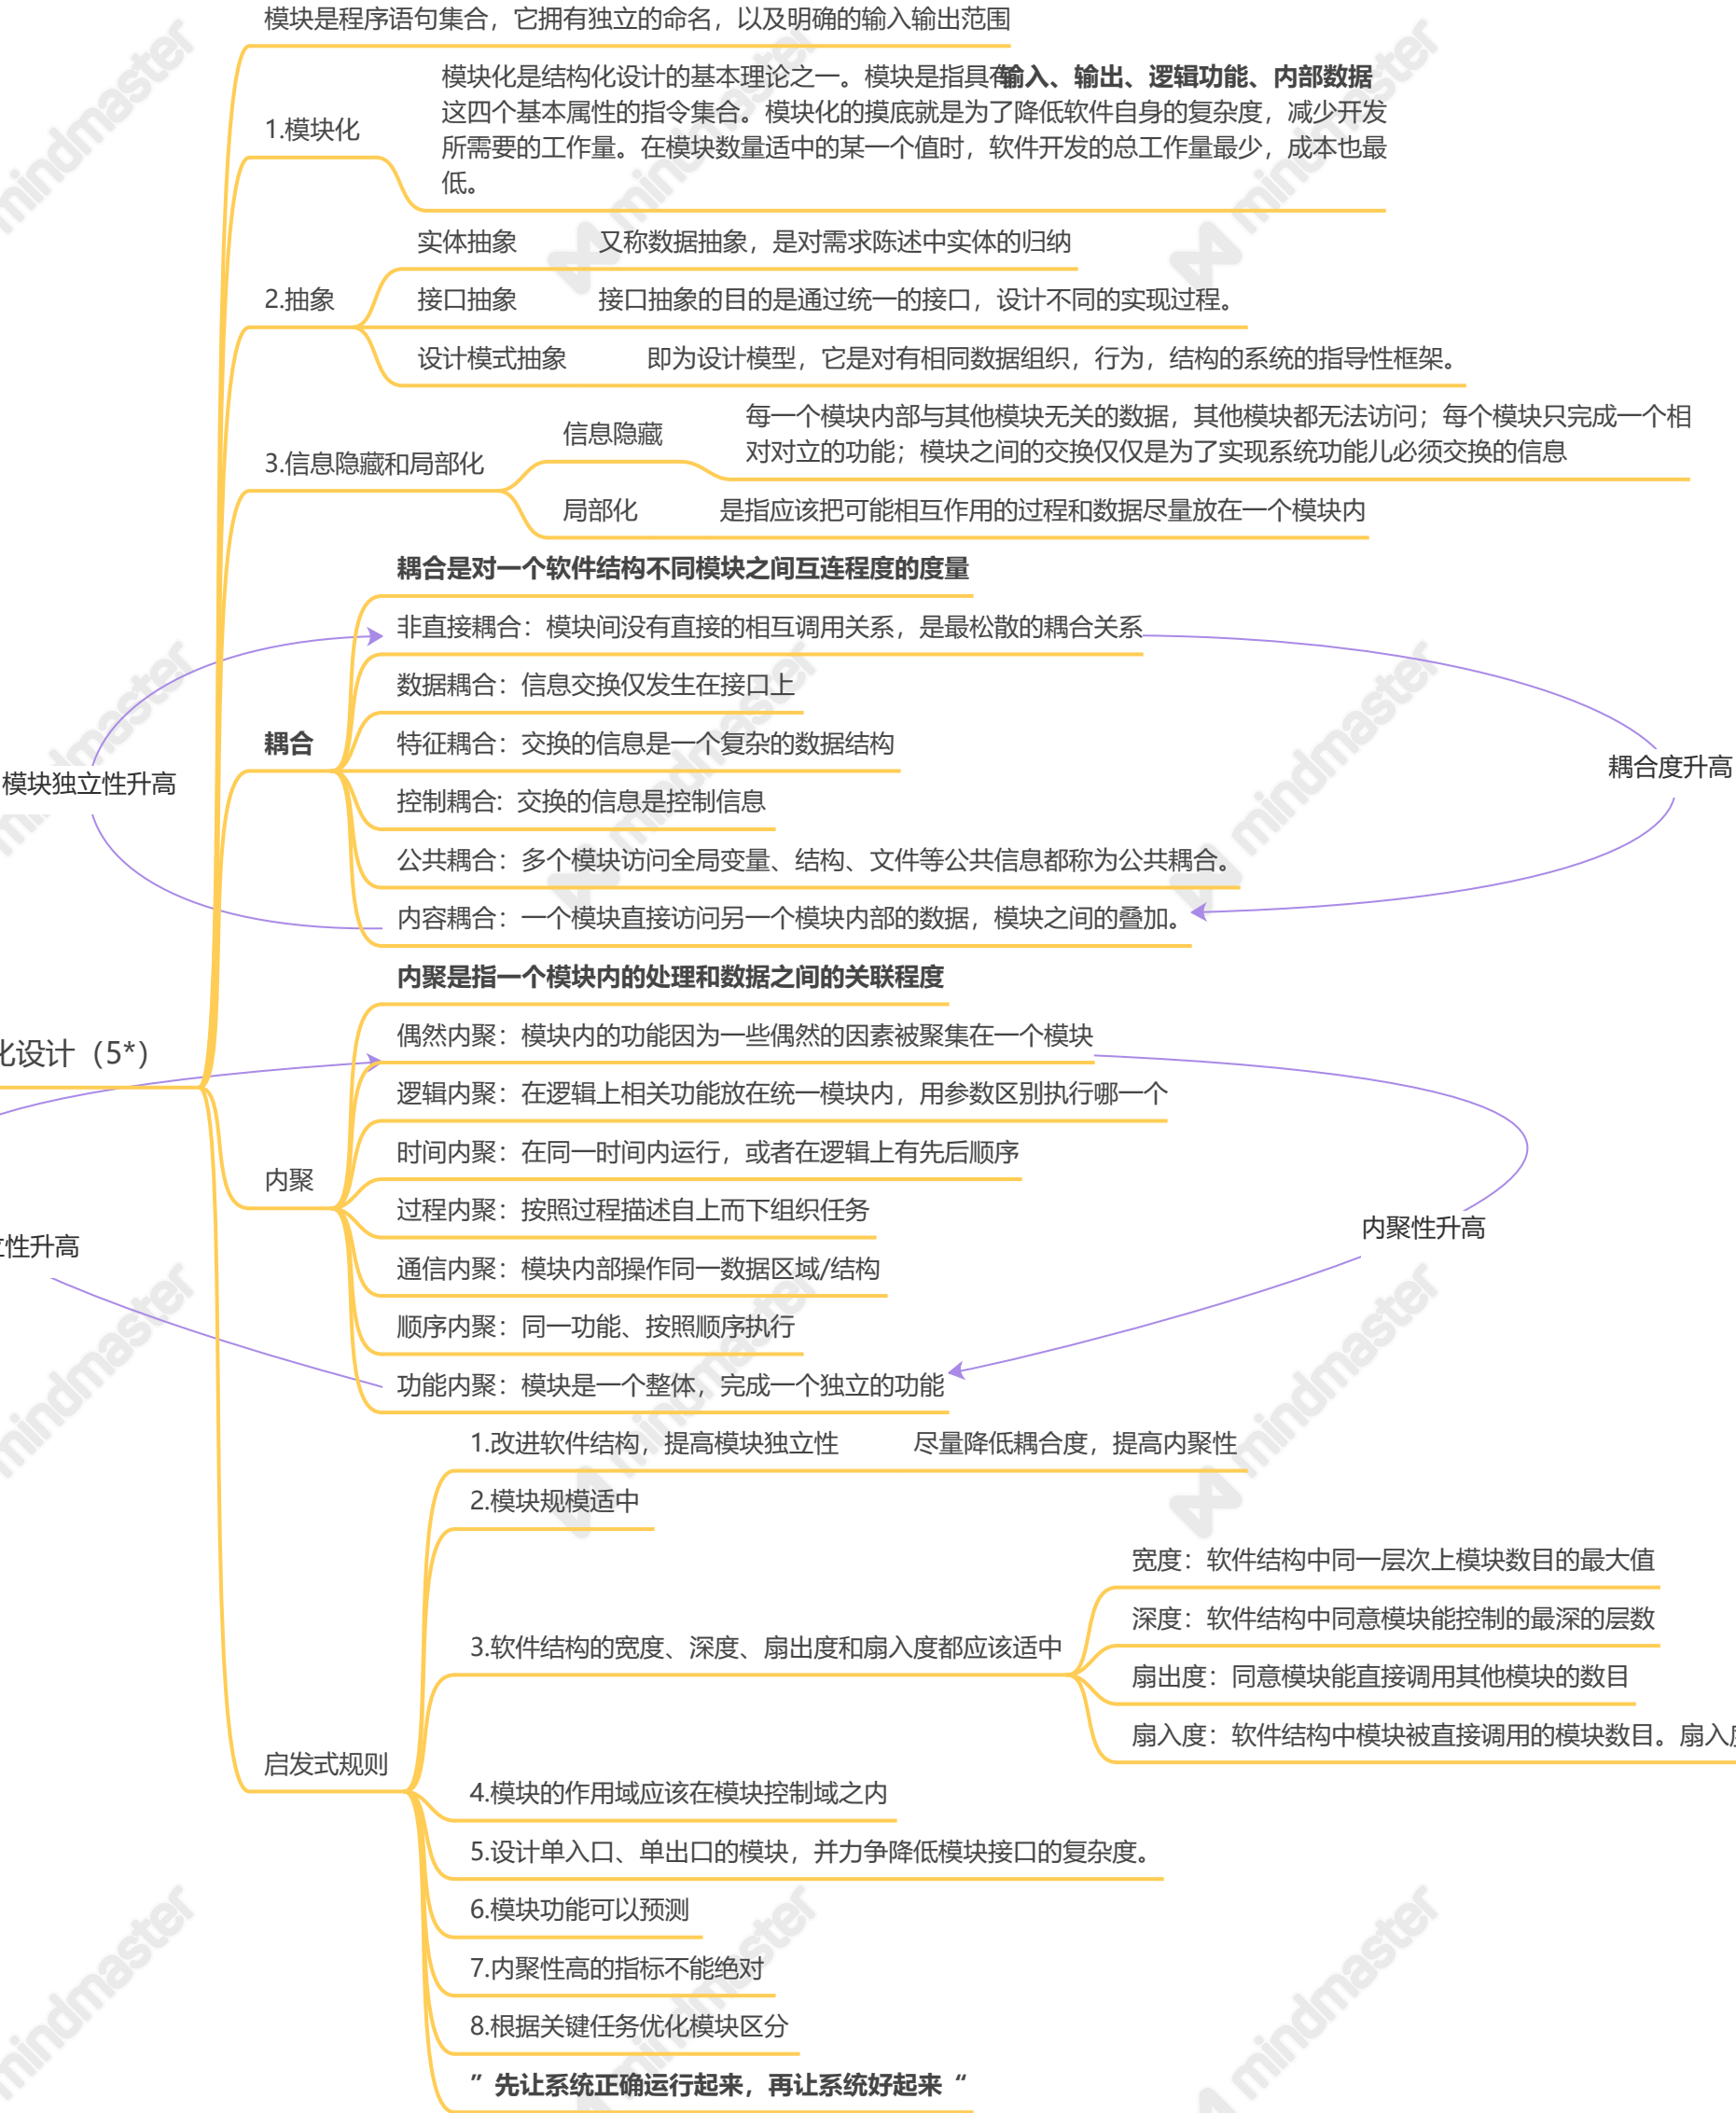 模块是程序语句集合，它拥有独立的命名，以及明确的输入输出范围
1.模块化
模块化是结构化设计的基本理论之一。模块是指具有输入、输出、逻辑功能、内部数据
这四个基本属性的指令集合。模块化的摸底就是为了降低软件自身的复杂度，减少开发
所需要的工作量。在模块数量适中的某一个值时，软件开发的总工作量最少，成本也最
低。
2.抽象
实体抽象
又称数据抽象，是对需求陈述中实体的归纳
接口抽象
接口抽象的目的是通过统一的接口，设计不同的实现过程。
设计模式抽象
即为设计模型，它是对有相同数据组织，行为，结构的系统的指导性框架。
3.信息隐藏和局部化
信息隐藏
每一个模块内部与其他模块无关的数据，其他模块都无法访问；每个模块只完成一个相
对对立的功能；模块之间的交换仅仅是为了实现系统功能儿必须交换的信息
局部化
是指应该把可能相互作用的过程和数据尽量放在一个模块内
耦合
耦合是对一个软件结构不同模块之间互连程度的度量
非直接耦合：模块间没有直接的相互调用关系，是最松散的耦合关系
数据耦合：信息交换仅发生在接口上
特征耦合：交换的信息是一个复杂的数据结构
控制耦合: 交换的信息是控制信息
公共耦合：多个模块访问全局变量、结构、文件等公共信息都称为公共耦合。
内容耦合：一个模块直接访问另一个模块内部的数据，模块之间的叠加。
模块独立性升高
耦合度升高
化设计（5*）
内聚
内聚是指一个模块内的处理和数据之间的关联程度
偶然内聚：模块内的功能因为一些偶然的因素被聚集在一个模块
逻辑内聚：在逻辑上相关功能放在统一模块内，用参数区别执行哪一个
时间内聚：在同一时间内运行，或者在逻辑上有先后顺序
过程内聚：按照过程描述自上而下组织任务
通信内聚：模块内部操作同一数据区域/结构
顺序内聚：同一功能、按照顺序执行
功能内聚：模块是一个整体，完成一个独立的功能
立性升高
内聚性升高
启发式规则
1.改进软件结构，提高模块独立性
尽量降低耦合度，提高内聚性
2.模块规模适中
3.软件结构的宽度、深度、扇出度和扇入度都应该适中
宽度：软件结构中同一层次上模块数目的最大值
深度：软件结构中同意模块能控制的最深的层数
扇出度：同意模块能直接调用其他模块的数目
扇入度：软件结构中模块被直接调用的模块数目。扇入度
4.模块的作用域应该在模块控制域之内
5.设计单入口、单出口的模块，并力争降低模块接口的复杂度。
6.模块功能可以预测
7.内聚性高的指标不能绝对
8.根据关键任务优化模块区分
”先让系统正确运行起来，再让系统好起来“
mindmaster
mindmaster
mindmaster
mindmaster
mindmaster
mindmaster
mindmaster
mindmaster
mindmaster
mindmaster
mindmaster
mindmaster